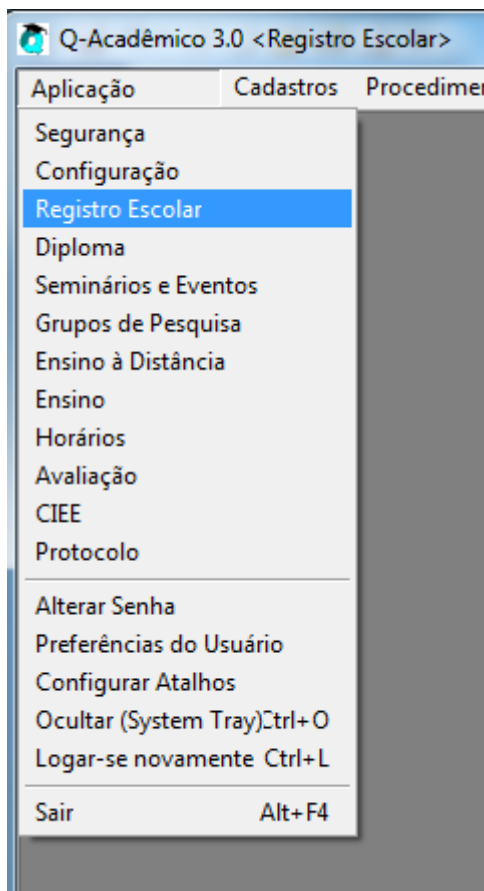 Q-Acadêmico 3.0 <Registro Escolar>
Aplicação Cadastros Procedimen
Segurança
Configuração
Registro Escolar
Diploma
Seminários e Eventos
Grupos de Pesquisa
Ensino à Distância
Ensino
Horários
Avaliação
CIEE
Protocolo
Alterar Senha
Preferências do Usuário
Configurar Atalhos
Ocultar (System Tray)Ctrl+O
Logar-se novamente Ctrl+L
Sair Alt+F4